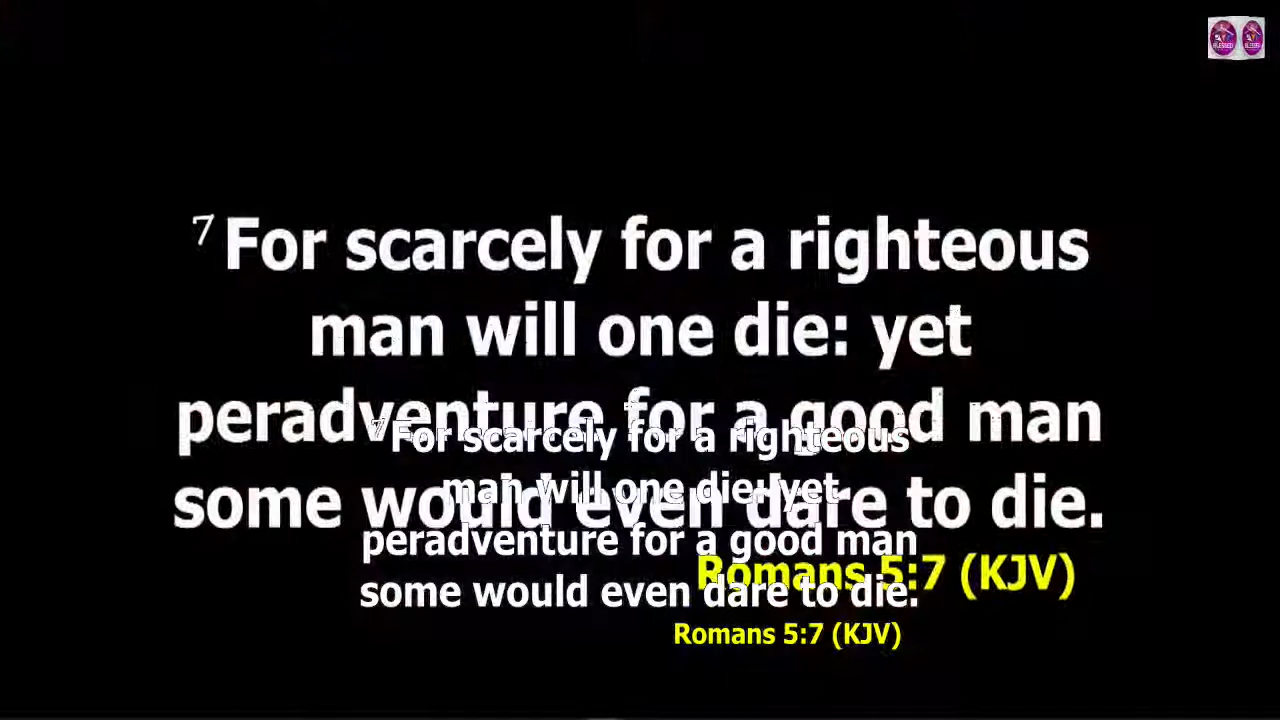 7 For scarcely for a righteous
man will one die: yet
peradventure for a good man
some would even dare to die.
Romans 5:7 (KJV)
7 For scarcely for a righteous
man will one die: yet
peradventure for a good man
some would even dare to die.
Romans 5:7 (KJV)